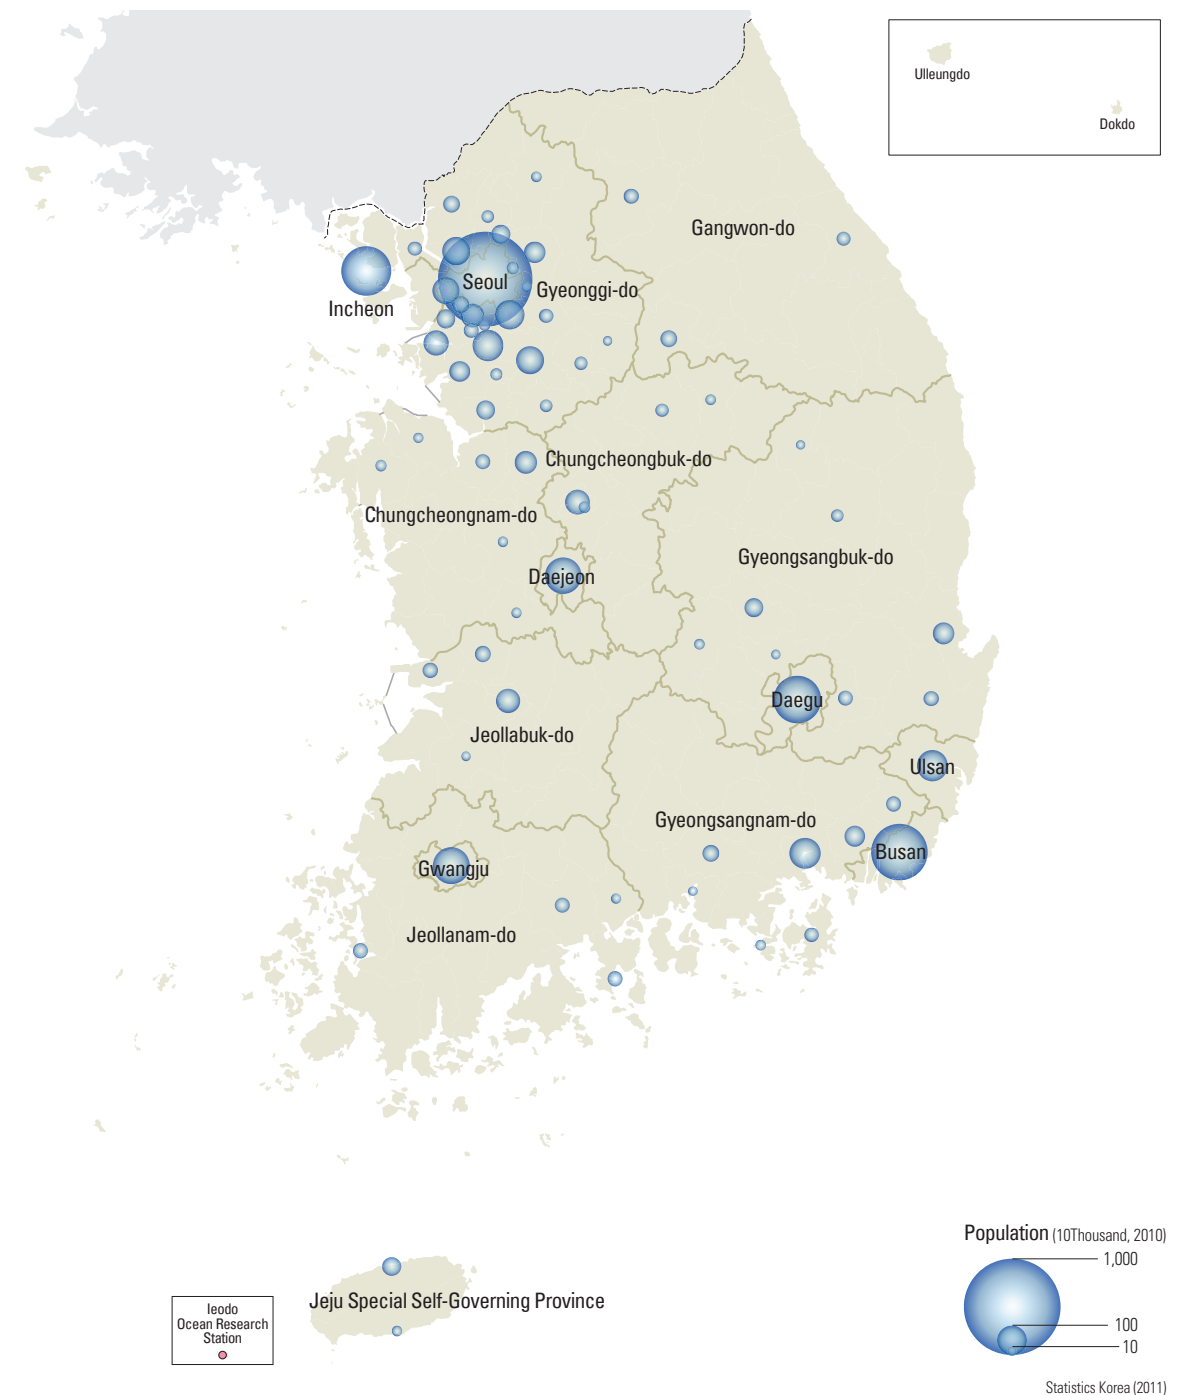 Ulleungdo
Dokdo
Gangwon-do
Seoul
Gyeonggi-do
Incheon
Chungcheongbuk-do
Chungcheongnam-do
Gyeongsangbuk-do
Daejeon
Daegu
Jeollabuk-do
Ulsan
Gyeongsangnam-do
Busan
Gwangju
Jeollanam-do
Population (10Thousand, 2010)
1,000
100
10
Jeju Special Self-Governing Province
Ieodo
Ocean Research
Station
Statistics Korea (2011)